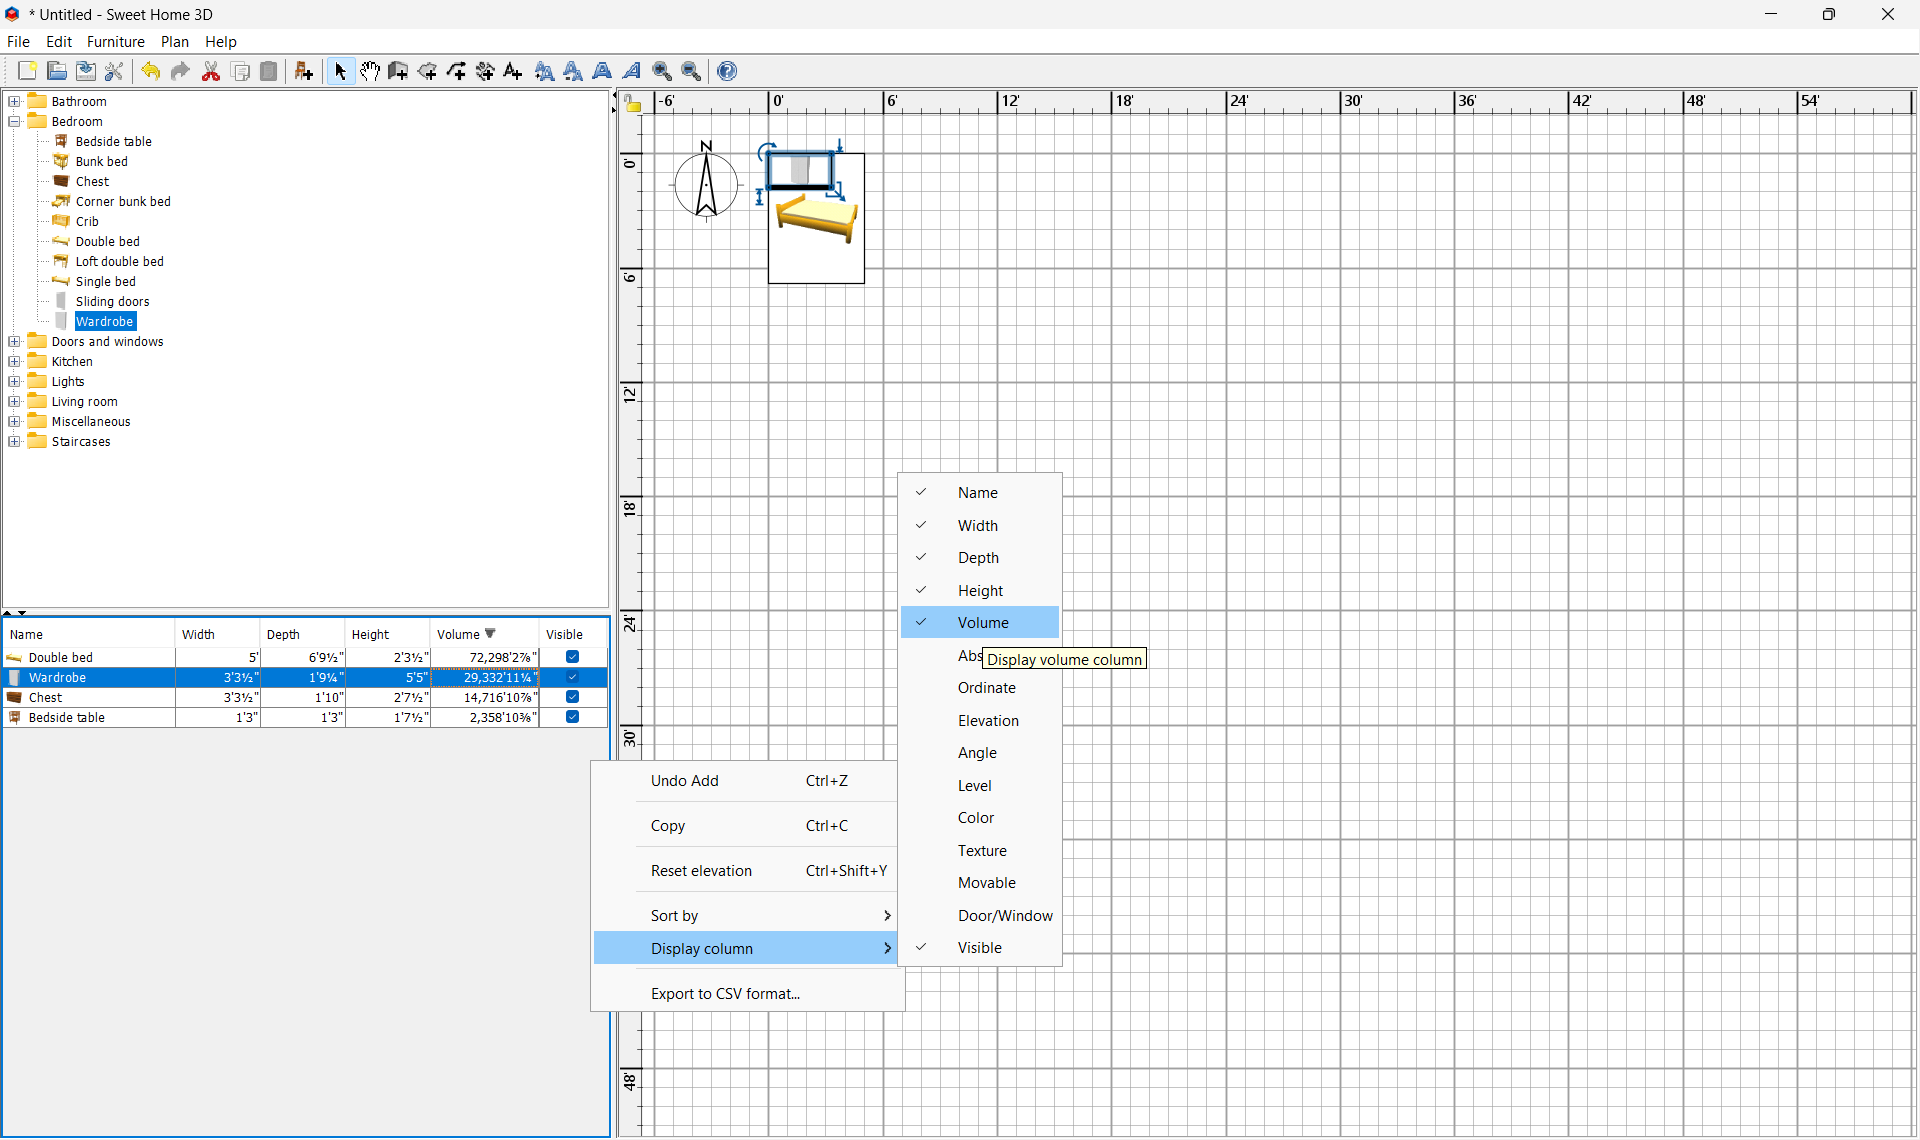 * Untitled - Sweet Home 3D
File Edit Furniture Plan Help
Bathroom
Bedroom
Bedside table
Bunk bed
Chest
Corner bunk bed
Crib
Double bed
Loft double bed
Single bed
Sliding doors
Wardrobe
Doors and windows
Kitchen
Lights
Living room
Miscellaneous
Staircases
Name Width Depth Height Volume Visible
Double bed 5' 6'9½" 2'3½" 72,298'2⅞"
Wardrobe 3'3½" 1'9¼" 5'5" 29,332'11¼"
Chest 3'3½" 1'10" 2'7½" 14,716'10⅞"
Bedside table 1'3" 1'3" 1'7½" 2,358'10⅜"
-6' 0' 6' 12' 18' 24' 30' 36' 42' 48' 54'
0'
6'
12'
18'
24'
30'
48'
N
Undo Add Ctrl+Z
Copy Ctrl+C
Reset elevation Ctrl+Shift+Y
Sort by
Display column
Export to CSV format...
Name
Width
Depth
Height
Volume
Abs
Display volume column
Ordinate
Elevation
Angle
Level
Color
Texture
Movable
Door/Window
Visible